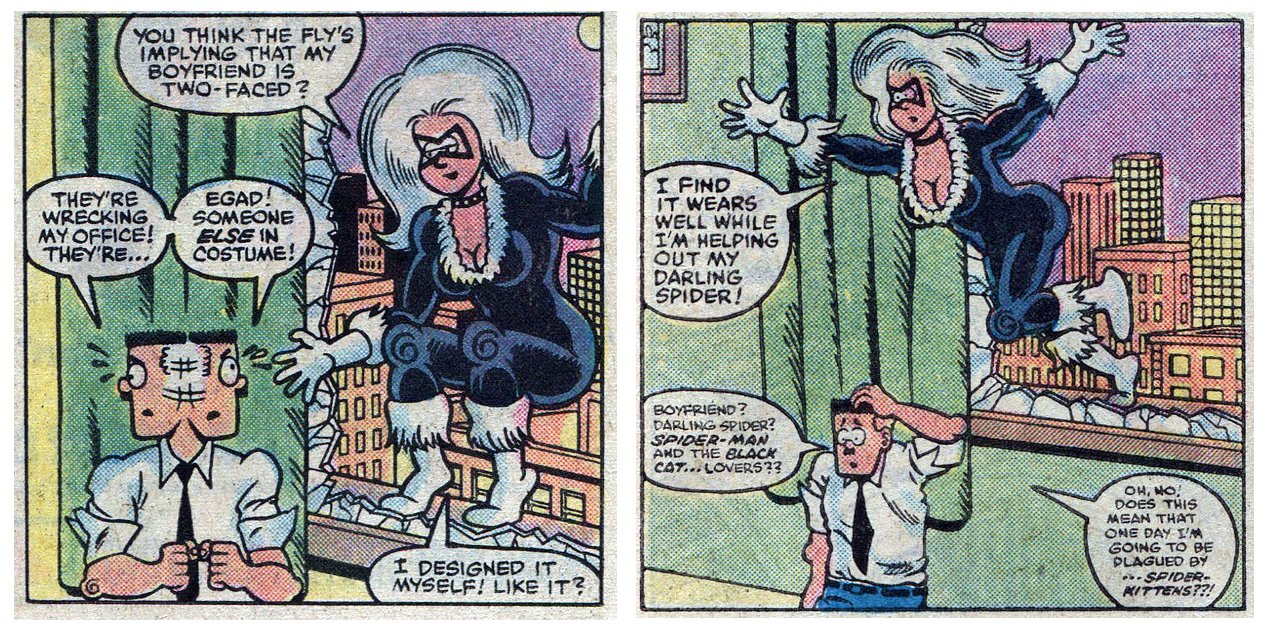 YOU THINK THE FLY'S
IMPLYING THAT MY
BOYFRIEND IS
TWO-FACED?
THEY'RE
WRECKING
MY OFFICE!
THEY'RE...
EGAD!
SOMEONE
ELSE IN
COSTUME!
I DESIGNED IT
MYSELF! LIKE IT?
I FIND
IT WEARS
WELL WHILE
I'M HELPING
OUT MY
DARLING
SPIDER!
BOYFRIEND?
DARLING SPIDER?
SPIDER-MAN
AND THE BLACK
CAT...LOVERS??
OH, NO!
DOES THIS
MEAN THAT
ONE DAY I'M
GOING TO BE
PLAGUED BY
...SPIDER-
KITTENS??!